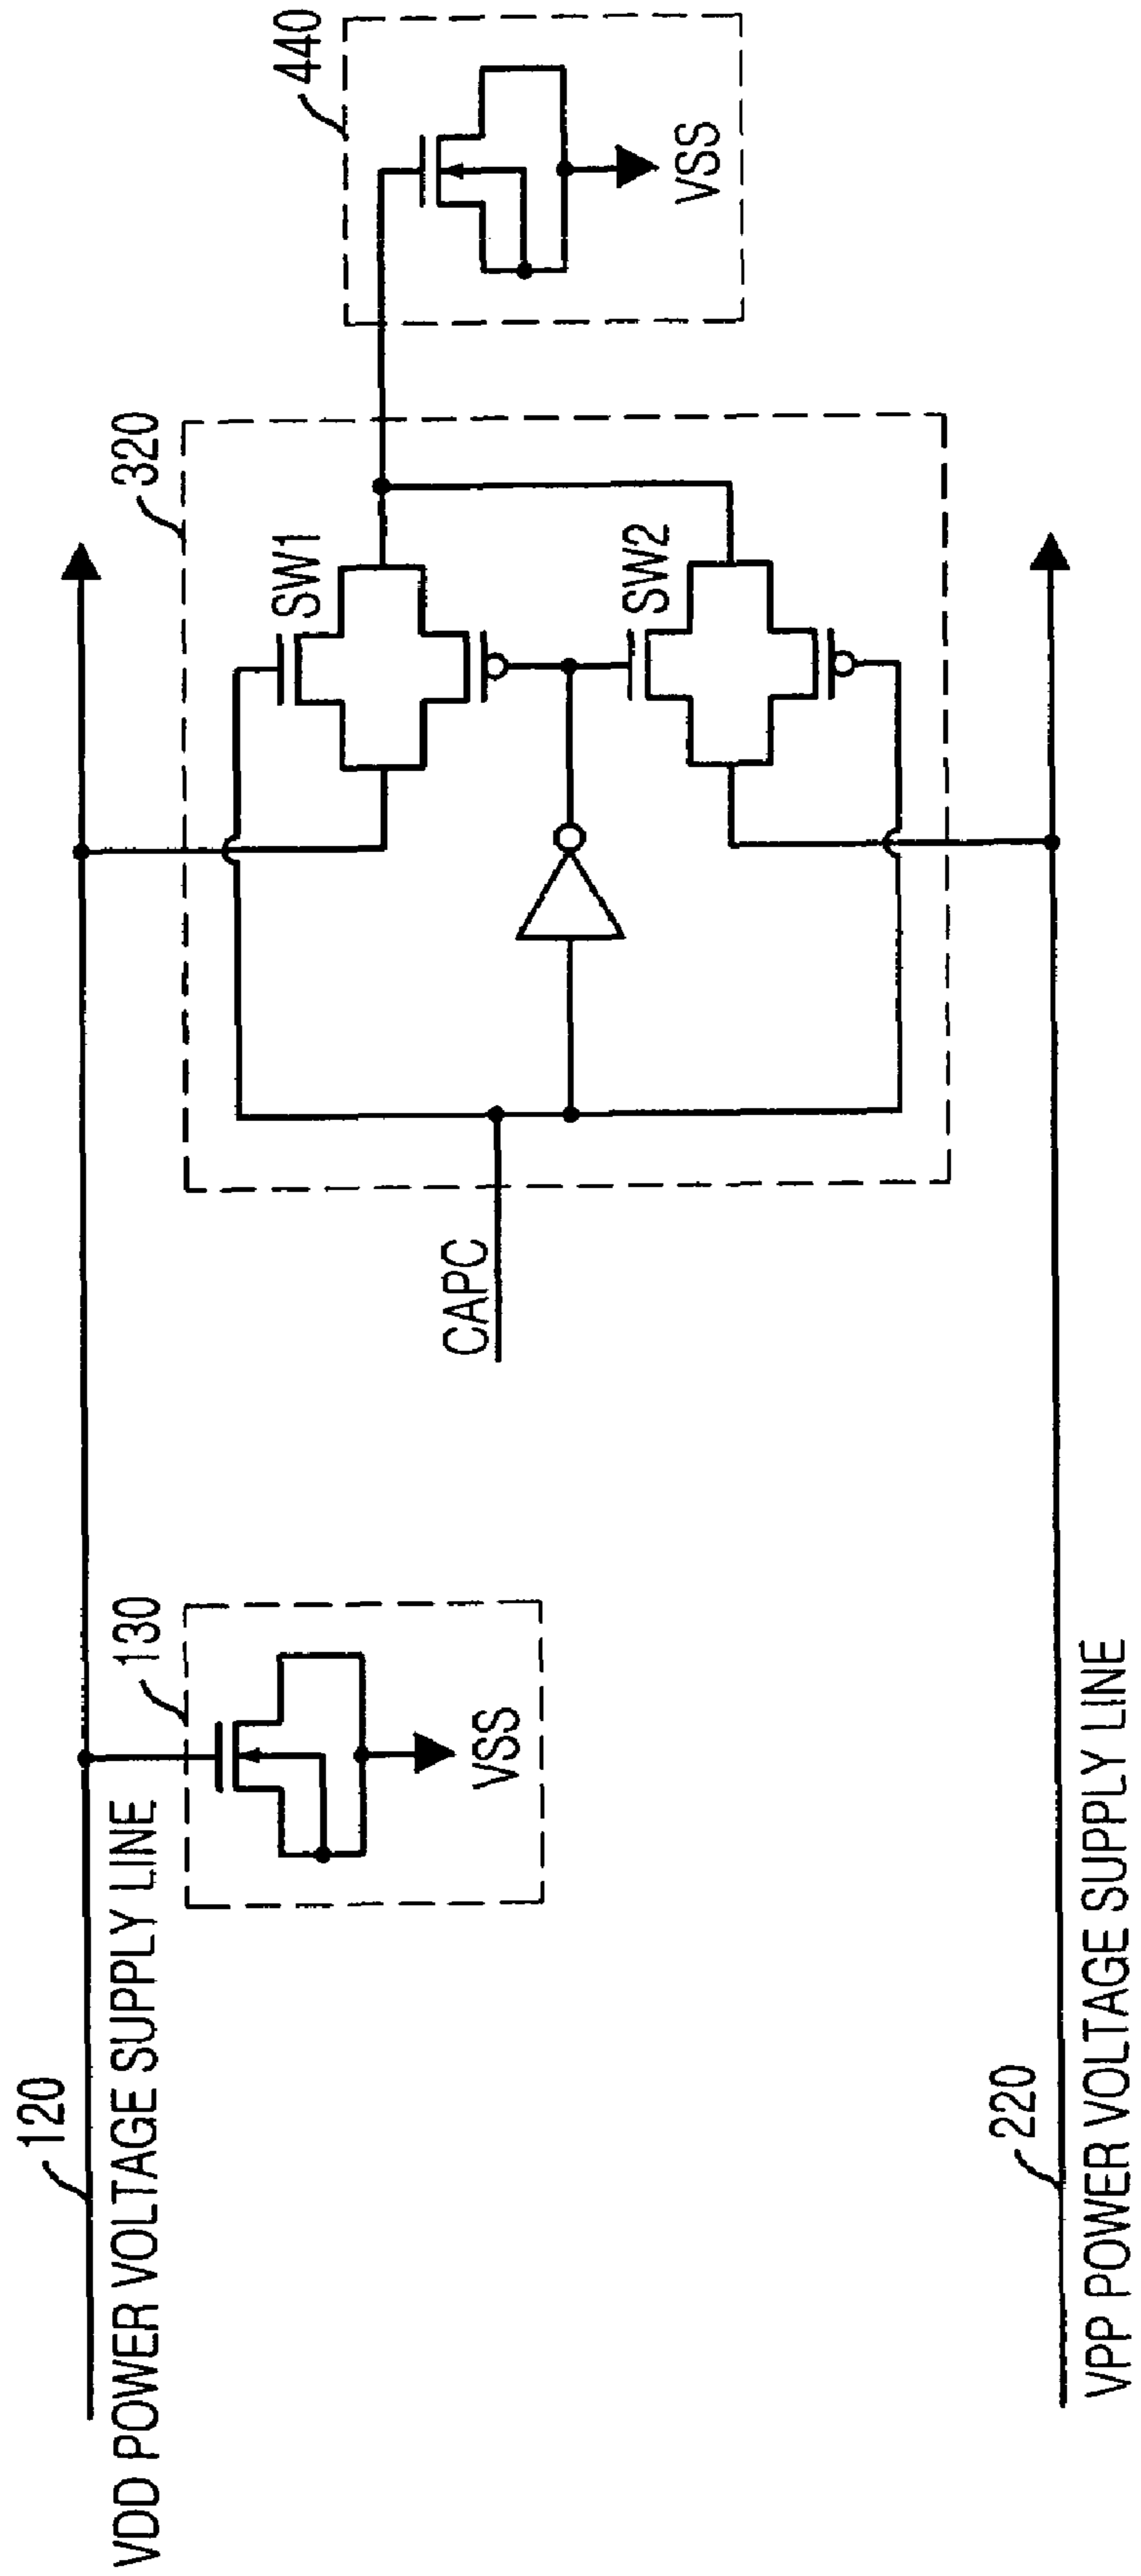 120
VDD POWER VOLTAGE SUPPLY LINE
130
VSS
CAPC
320
SW1
SW2
440
VSS
220
VPP POWER VOLTAGE SUPPLY LINE